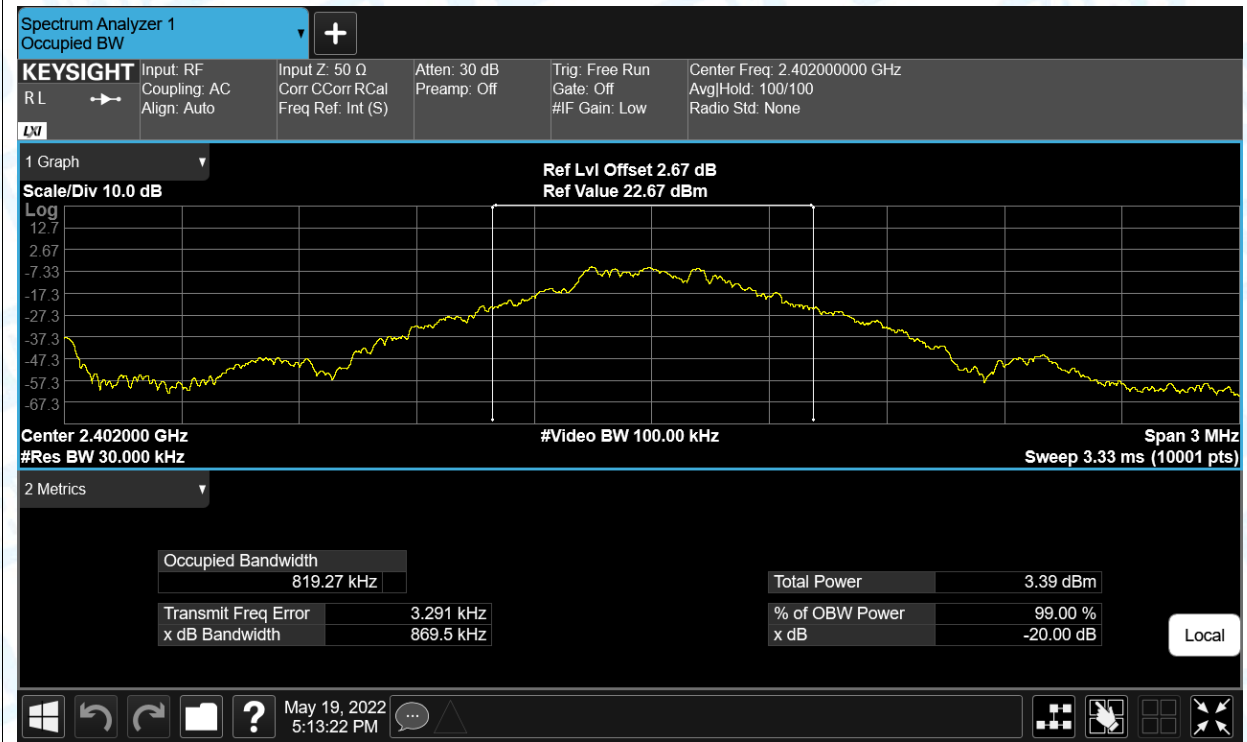 Spectrum Analyzer 1
Occupied BW
KEYSIGHT
R L
LXI
Input: RF
Coupling: AC
Align: Auto
Input Z: 50 Ω
Corr CCorr RCal
Freq Ref: Int (S)
Atten: 30 dB
Preamp: Off
Trig: Free Run
Gate: Off
#IF Gain: Low
Center Freq: 2.402000000 GHz
Avg|Hold: 100/100
Radio Std: None
1 Graph
Scale/Div 10.0 dB
Ref Lvl Offset 2.67 dB
Ref Value 22.67 dBm
Log
12.7
2.67
-7.33
-17.3
-27.3
-37.3
-47.3
-57.3
-67.3
Center 2.402000 GHz
#Res BW 30.000 kHz
#Video BW 100.00 kHz
Span 3 MHz
Sweep 3.33 ms (10001 pts)
2 Metrics
Occupied Bandwidth
819.27 kHz
Transmit Freq Error 3.291 kHz
x dB Bandwidth 869.5 kHz
Total Power 3.39 dBm
% of OBW Power 99.00 %
x dB -20.00 dB
Local
?
May 19, 2022
5:13:22 PM